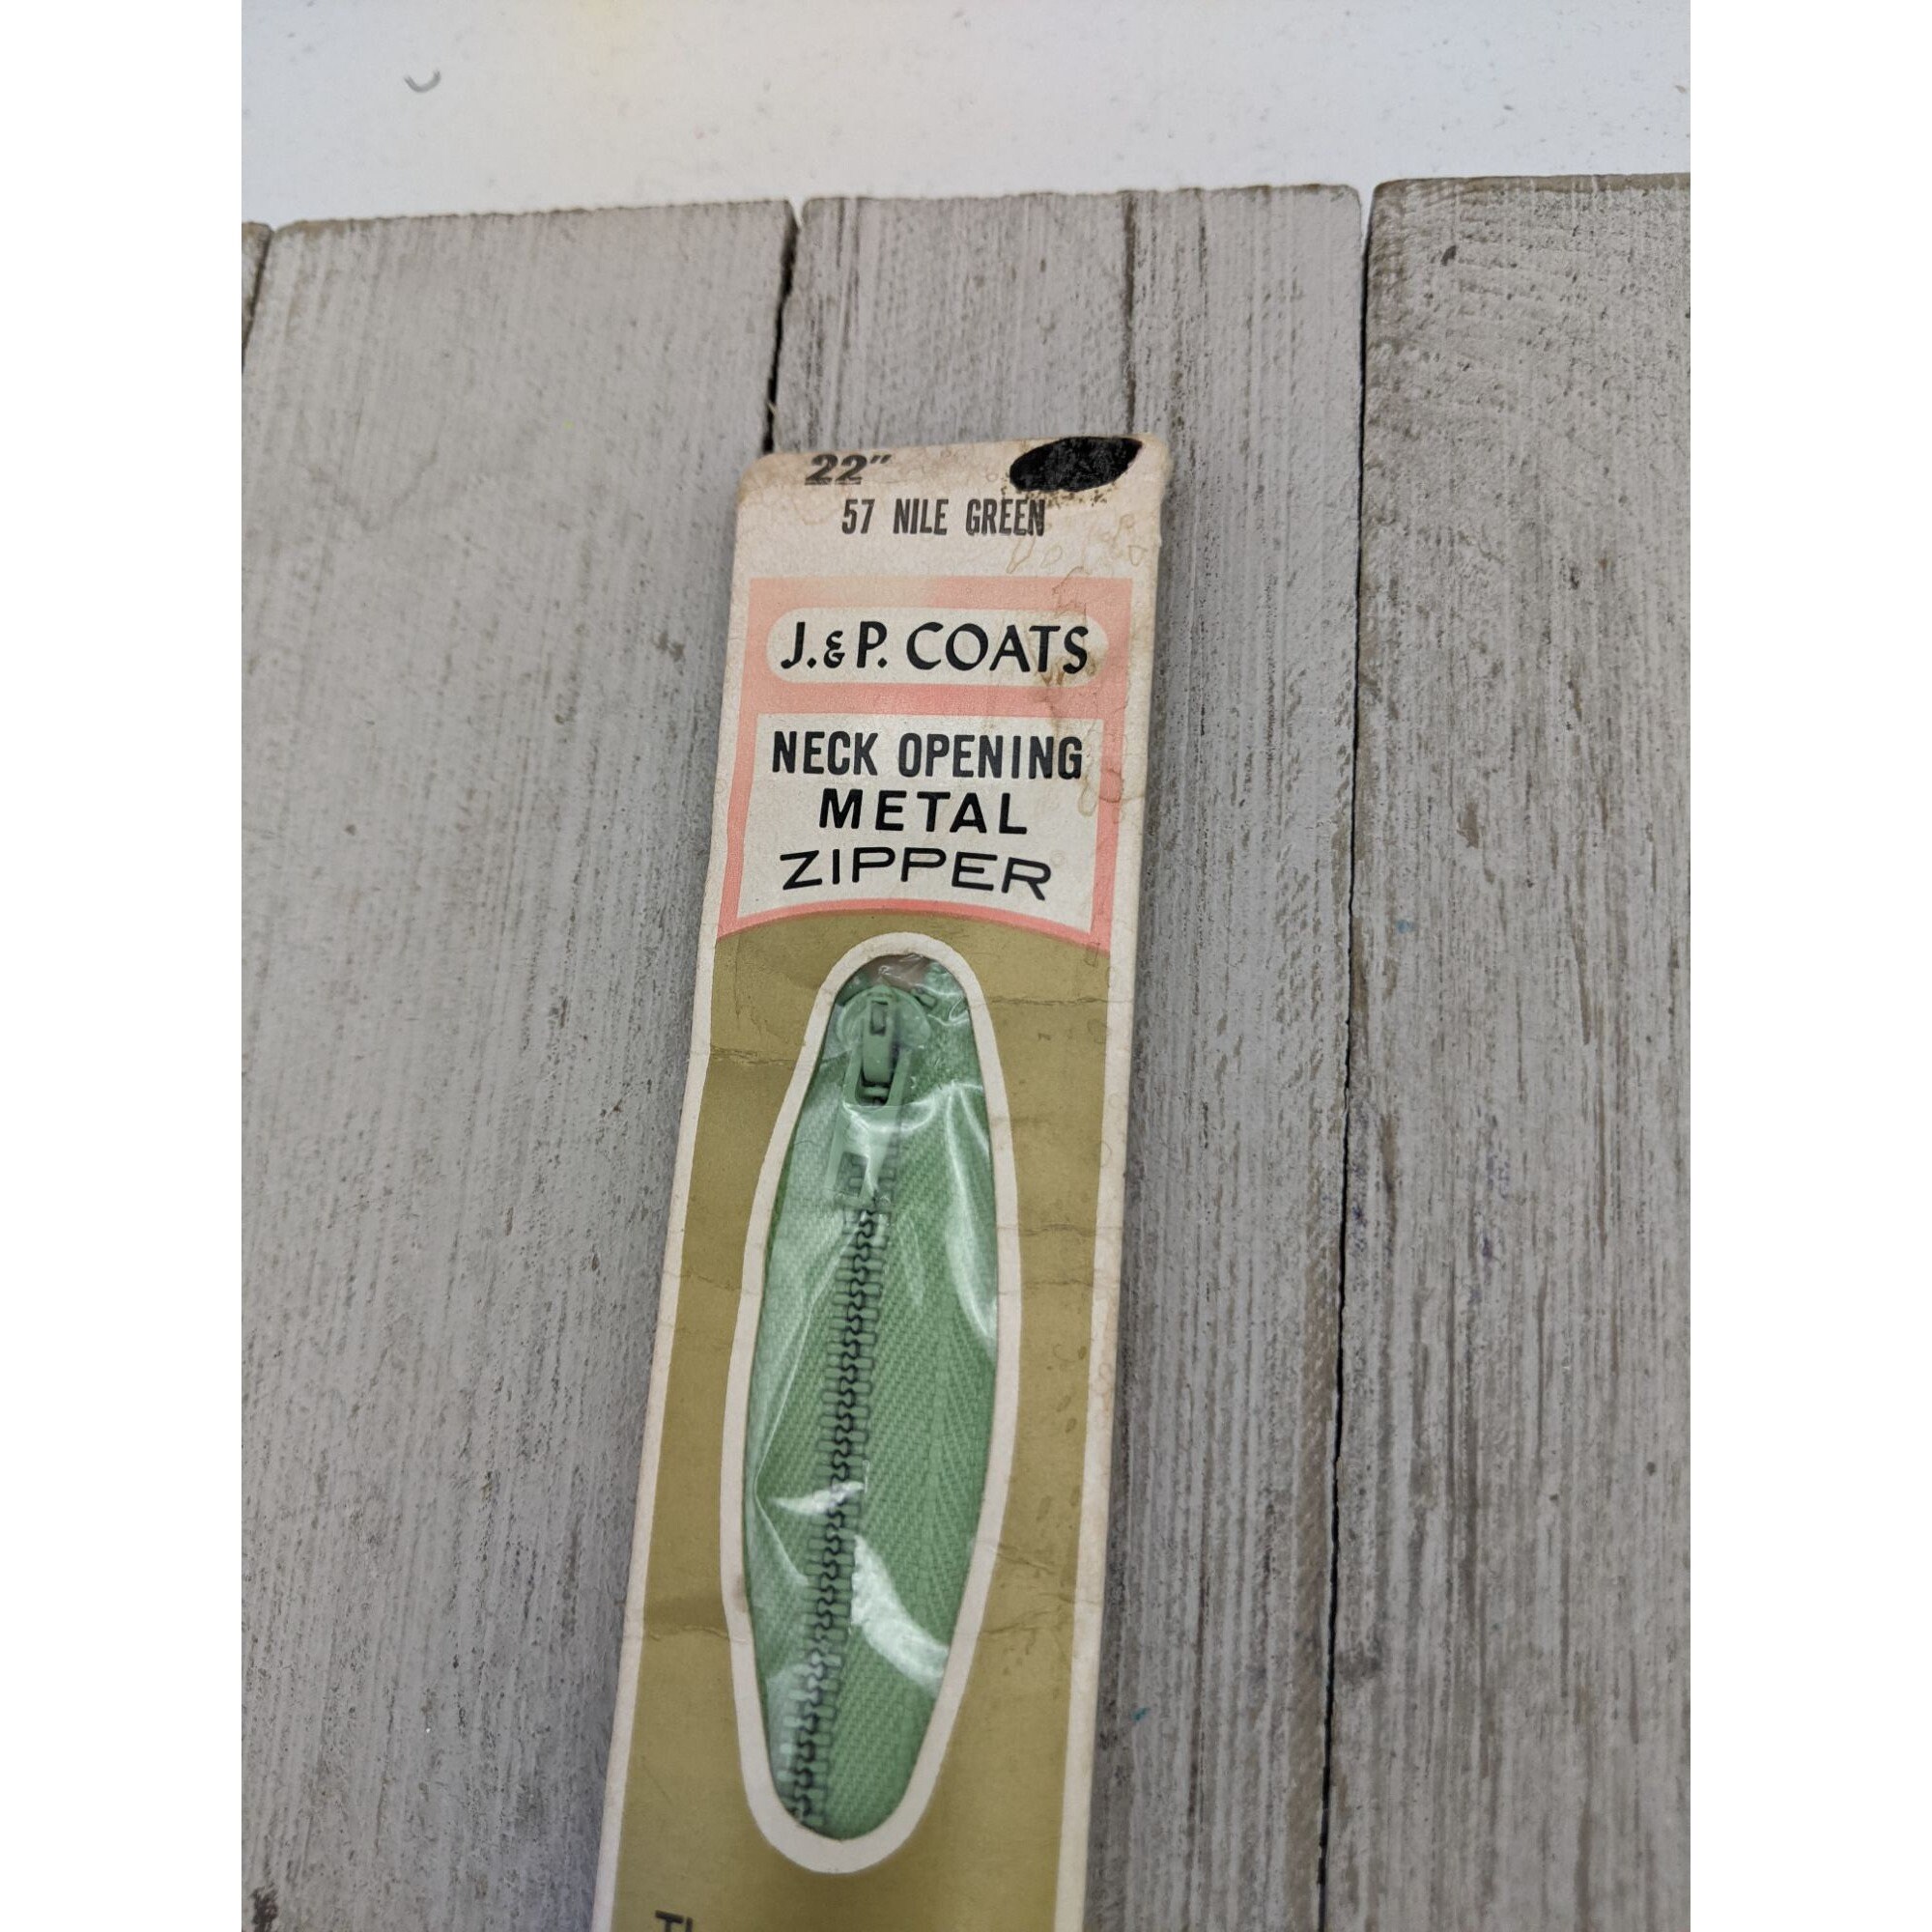 22"
57 NILE GREEN
J. & P. COATS
NECK OPENING
METAL
ZIPPER